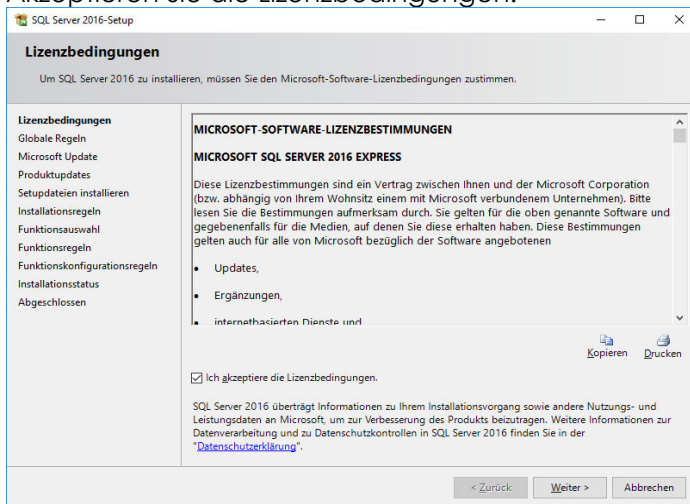 Akzeptieren Sie die Lizenzbedingungen.
SQL Server 2016-Setup
Lizenzbedingungen
Um SQL Server 2016 zu installieren, müssen Sie den Microsoft-Software-Lizenzbedingungen zustimmen.
Lizenzbedingungen
Globale Regeln
Microsoft Update
Produktupdates
Setupdateien installieren
Installationsregeln
Funktionsauswahl
Funktionsregeln
Funktionskonfigurationsregeln
Installationsstatus
Abgeschlossen
MICROSOFT-SOFTWARE-LIZENZBESTIMMUNGEN
MICROSOFT SQL SERVER 2016 EXPRESS
Diese Lizenzbestimmungen sind ein Vertrag zwischen Ihnen und der Microsoft Corporation
(bzw. abhängig von Ihrem Wohnsitz einem mit Microsoft verbundenem Unternehmen). Bitte
lesen Sie die Bestimmungen aufmerksam durch. Sie gelten für die oben genannte Software und
gegebenenfalls für die Medien, auf denen Sie diese erhalten haben. Diese Bestimmungen
gelten auch für alle von Microsoft bezüglich der Software angebotenen
• Updates,
• Ergänzungen,
• internetbasierten Dienste und
Kopieren Drucken
Ich akzeptiere die Lizenzbedingungen.
SQL Server 2016 überträgt Informationen zu Ihrem Installationsvorgang sowie andere Nutzungs- und
Leistungsdaten an Microsoft, um zur Verbesserung des Produkts beizutragen. Weitere Informationen zur
Datenverarbeitung und zu Datenschutzkontrollen in SQL Server 2016 finden Sie in der
"Datenschutzerklärung".
< Zurück Weiter > Abbrechen